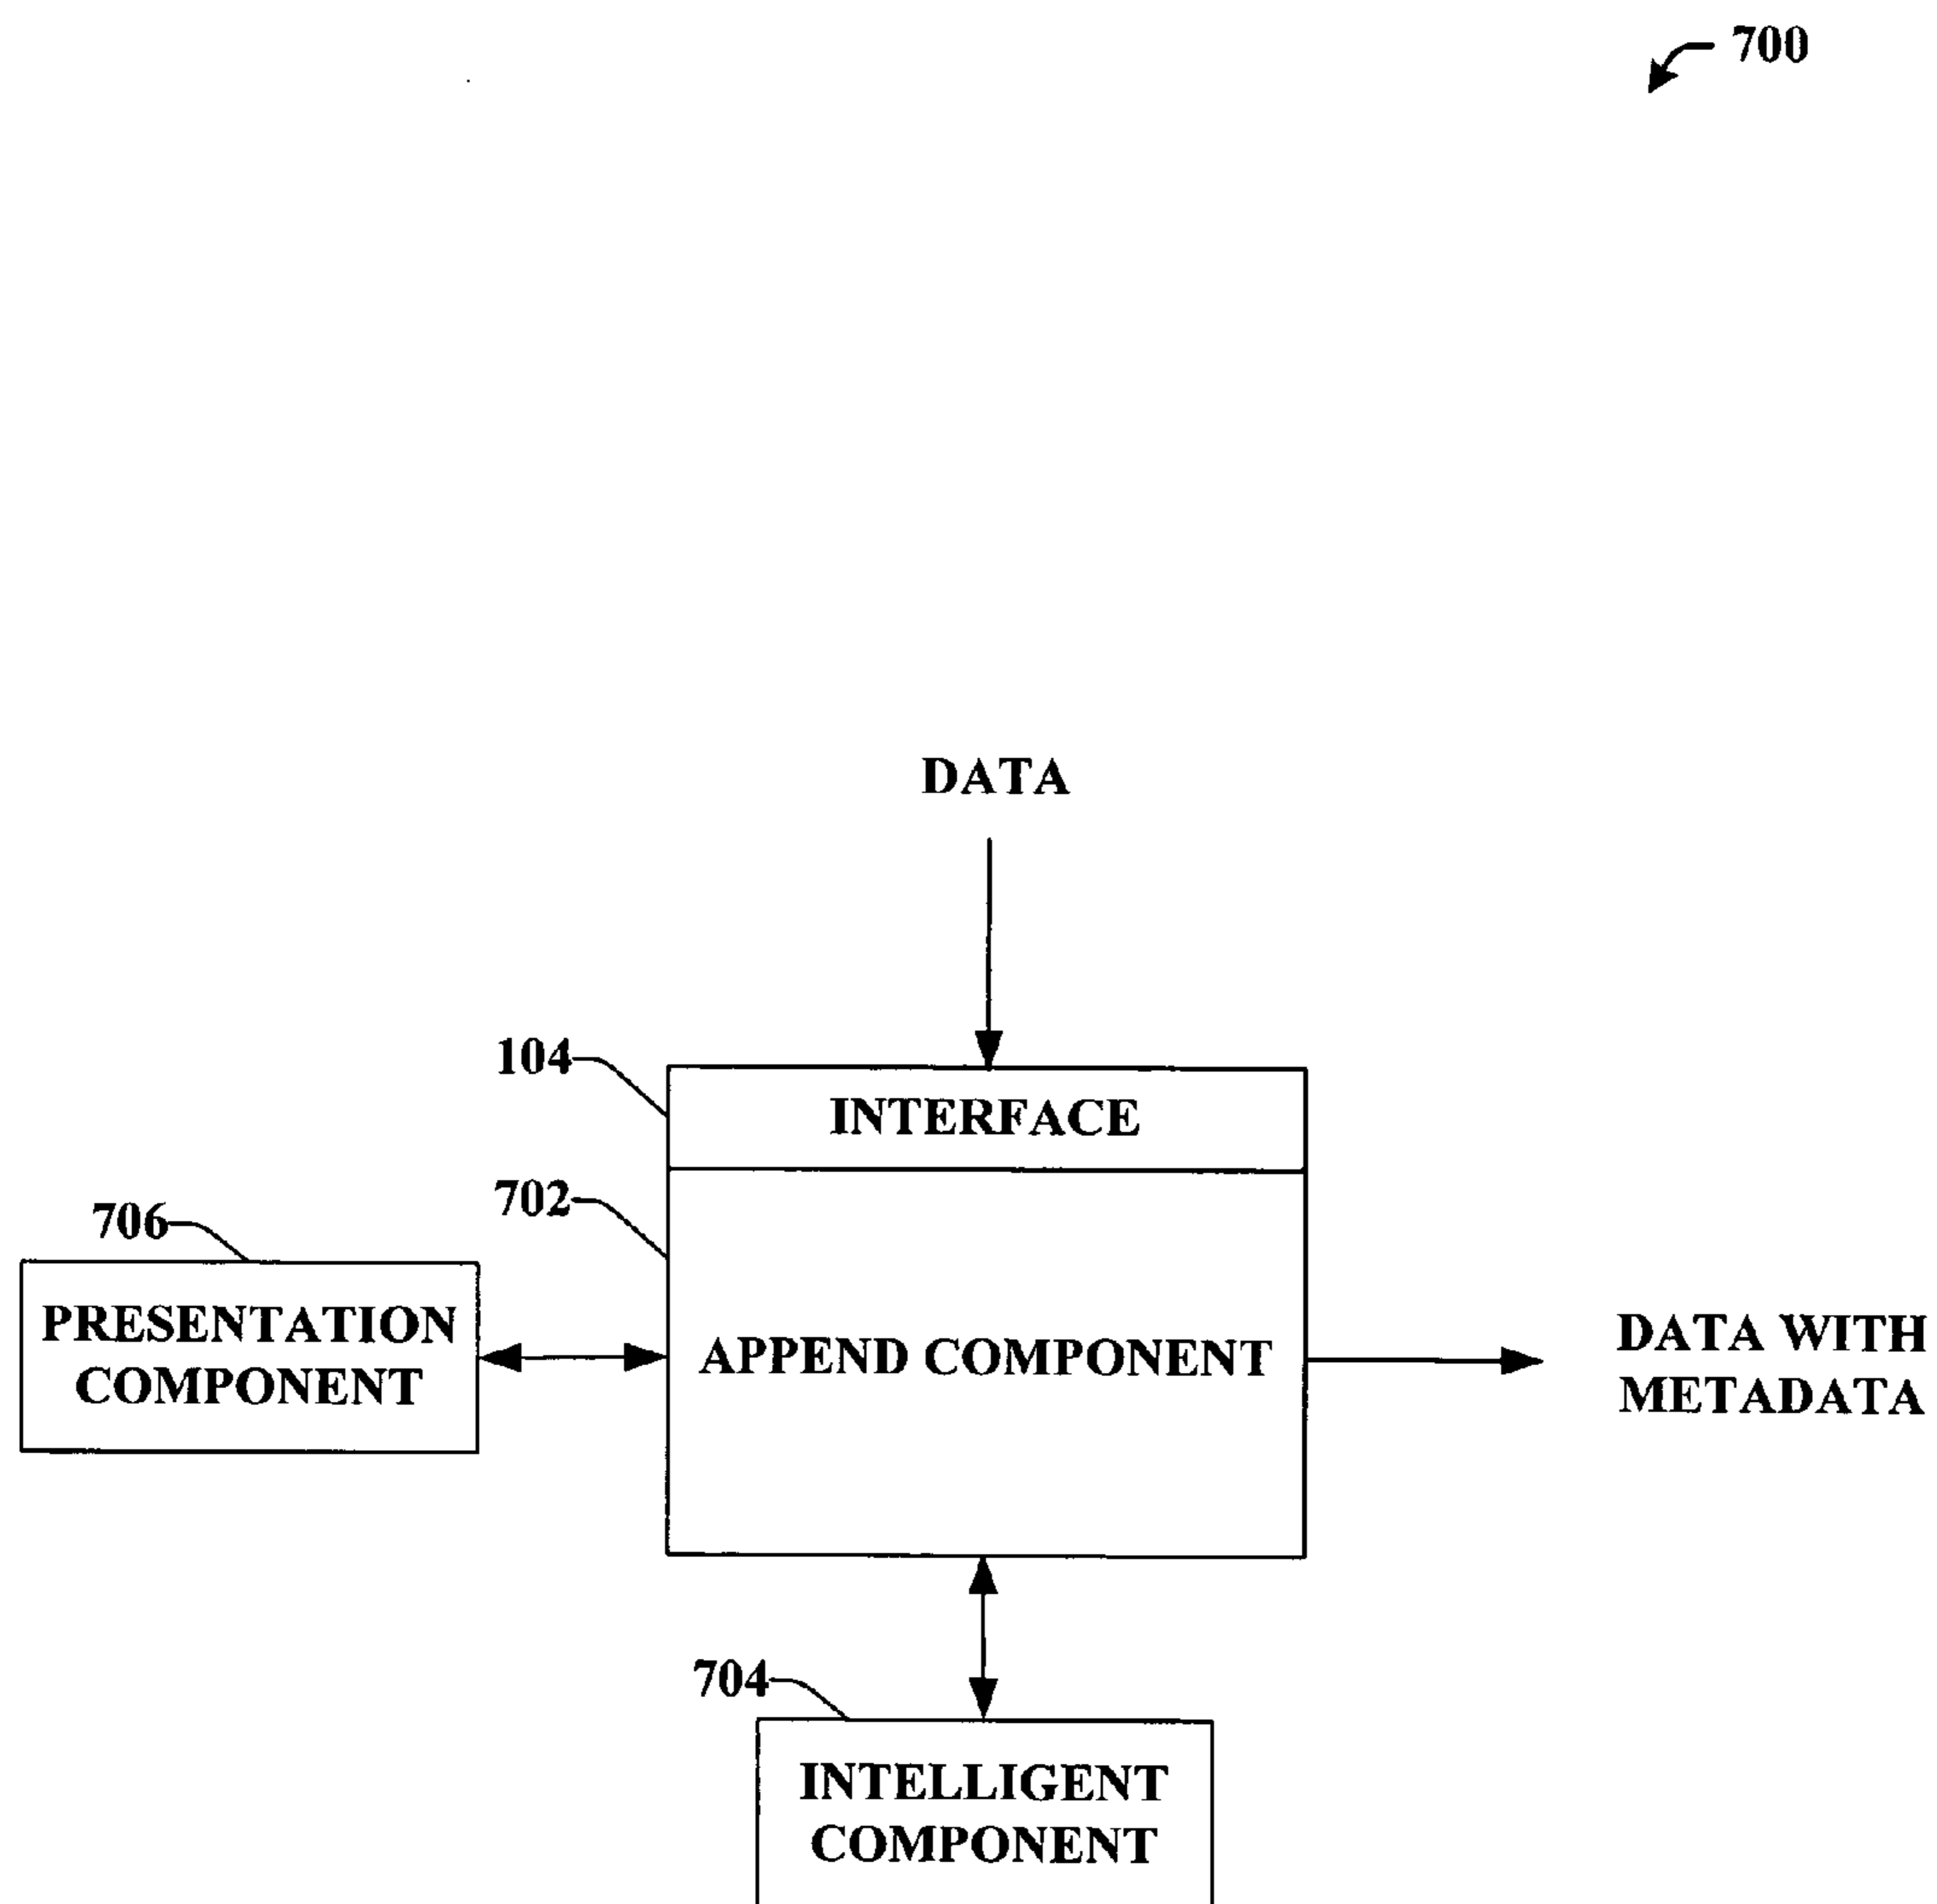 700
DATA
104
INTERFACE
702
706
PRESENTATION
COMPONENT
APPEND COMPONENT
DATA WITH
METADATA
704
INTELLIGENT
COMPONENT